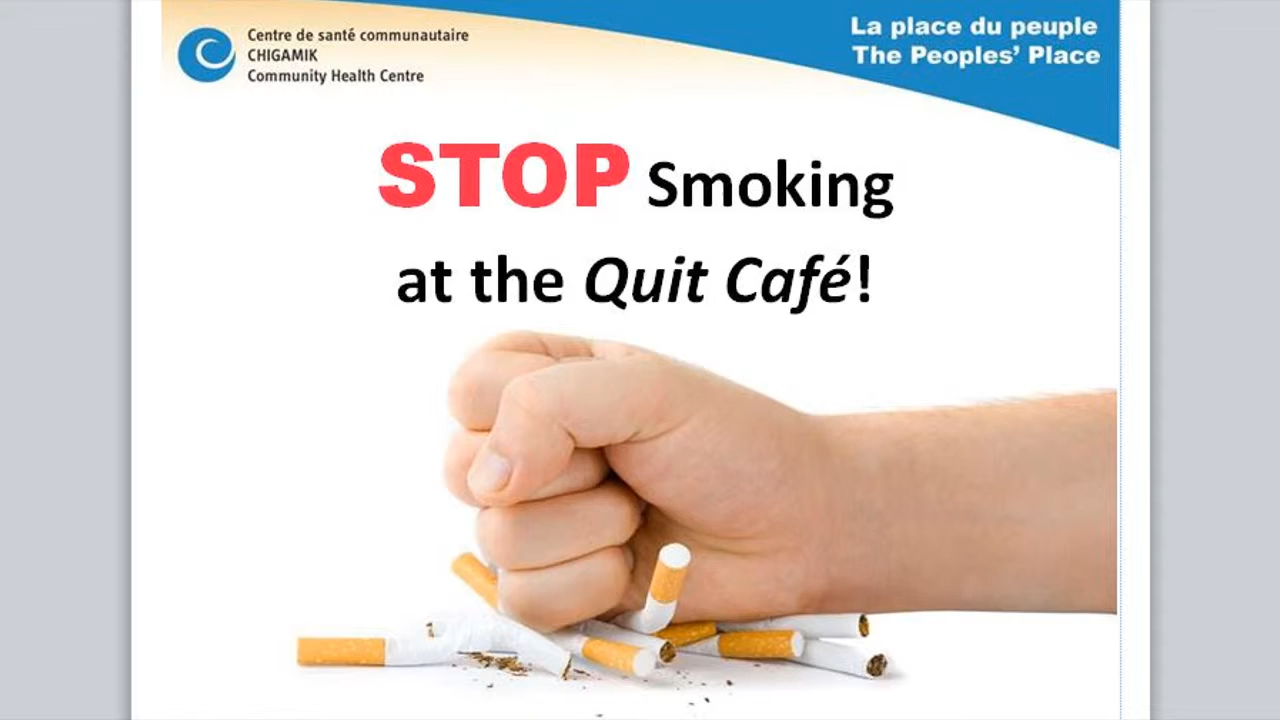 Centre de santé communautaire
CHIGAMIK
Community Health Centre
La place du peuple
The Peoples' Place
STOP Smoking
at the Quit Café!